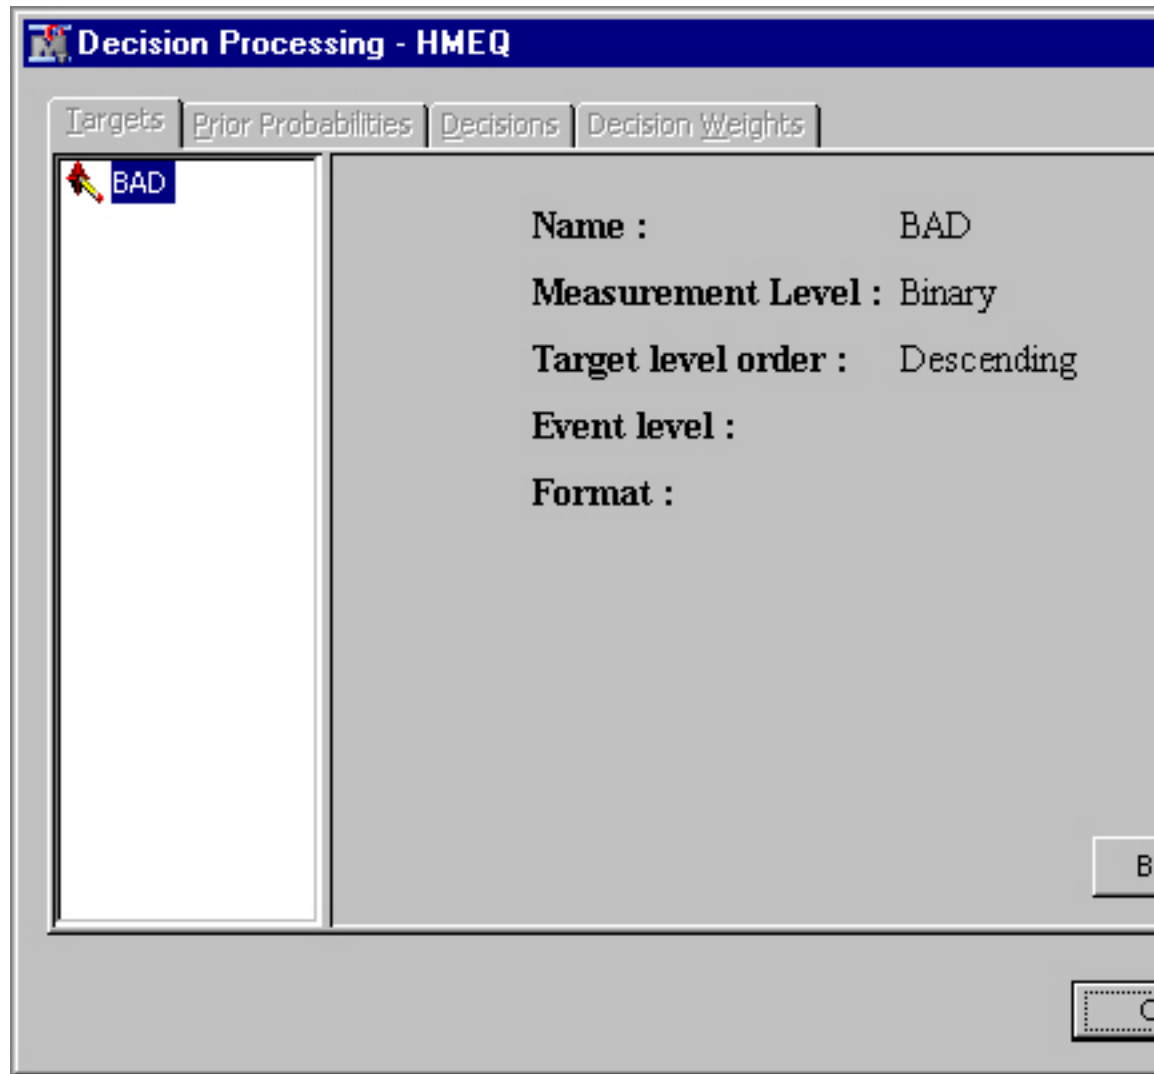 Decision Processing - HMEQ
Targets Prior Probabilities Decisions Decision Weights
BAD
Name : BAD
Measurement Level : Binary
Target level order : Descending
Event level :
Format :